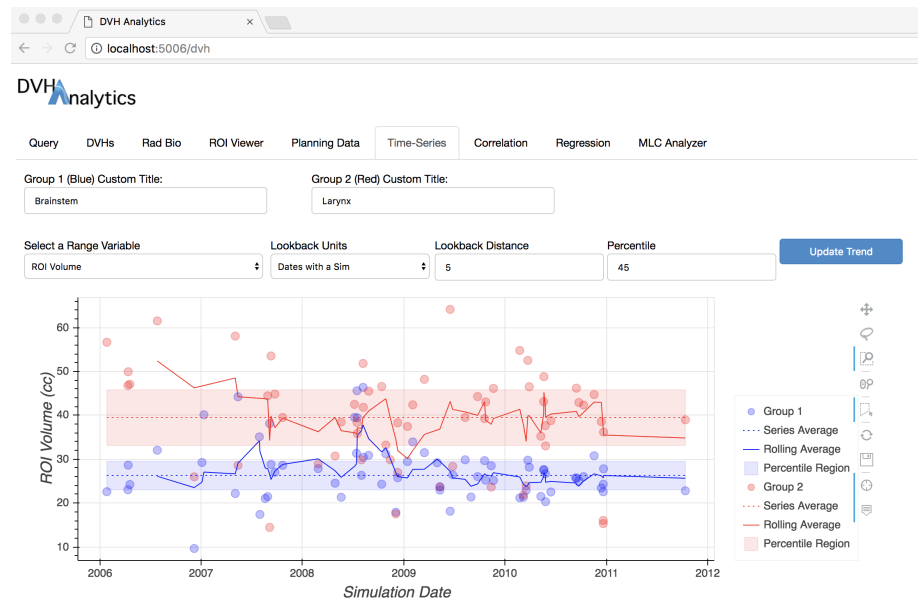 DVH Analytics
×
localhost:5006/dvh
DVH Analytics
Query DVHs Rad Bio ROI Viewer Planning Data Time-Series Correlation Regression MLC Analyzer
Group 1 (Blue) Custom Title: Group 2 (Red) Custom Title:
Brainstem Larynx
Select a Range Variable Lookback Units Lookback Distance Percentile
ROI Volume Dates with a Sim 5 45 Update Trend
60
50
40
30
20
10
ROI Volume (cc)
2006 2007 2008 2009 2010 2011 2012
Simulation Date
Group 1
Series Average
Rolling Average
Percentile Region
Group 2
Series Average
Rolling Average
Percentile Region